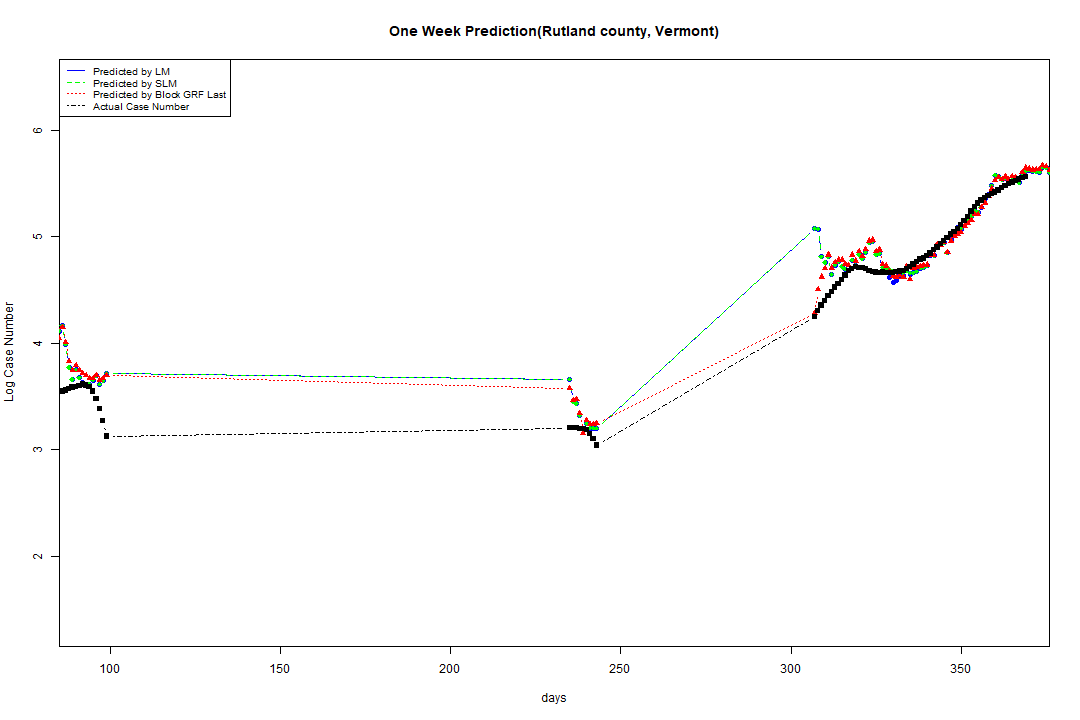 One Week Prediction(Rutland county, Vermont)
Predicted by LM
Predicted by SLM
Predicted by Block GRF Last
Actual Case Number
6
5
4
3
2
Log Case Number
100 150 200 250 300 350
days